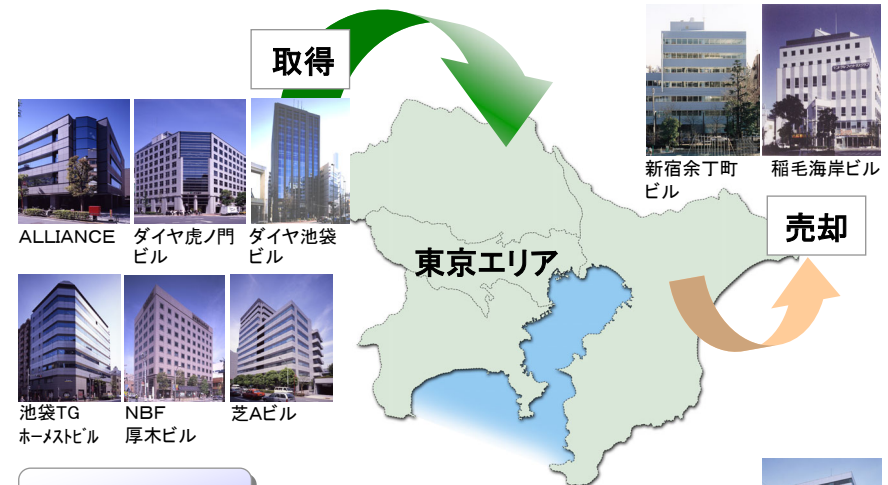 取得
ALLIANCE
ダイヤ虎ノ門
ビル
ダイヤ池袋
ビル
池袋TG
ホーメストビル
NBF
厚木ビル
芝Aビル
東京エリア
新宿余丁町
ビル
稲毛海岸ビル
売却